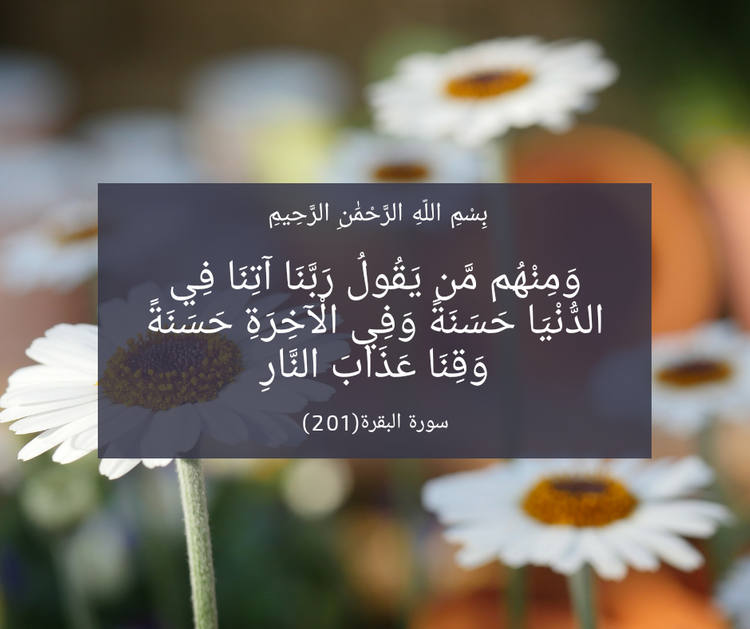 بِسْمِ اللّهِ الرَّحْمَٰنِ الرَّحِيمِ
وَمِنْهُم مَّن يَقُولُ رَبَّنَا آتِنَا فِي
الدُّنْيَا حَسَنَةً وَفِي الْآخِرَةِ حَسَنَةً
وَقِنَا عَذَابَ النَّارِ
سورة البقرة(201)